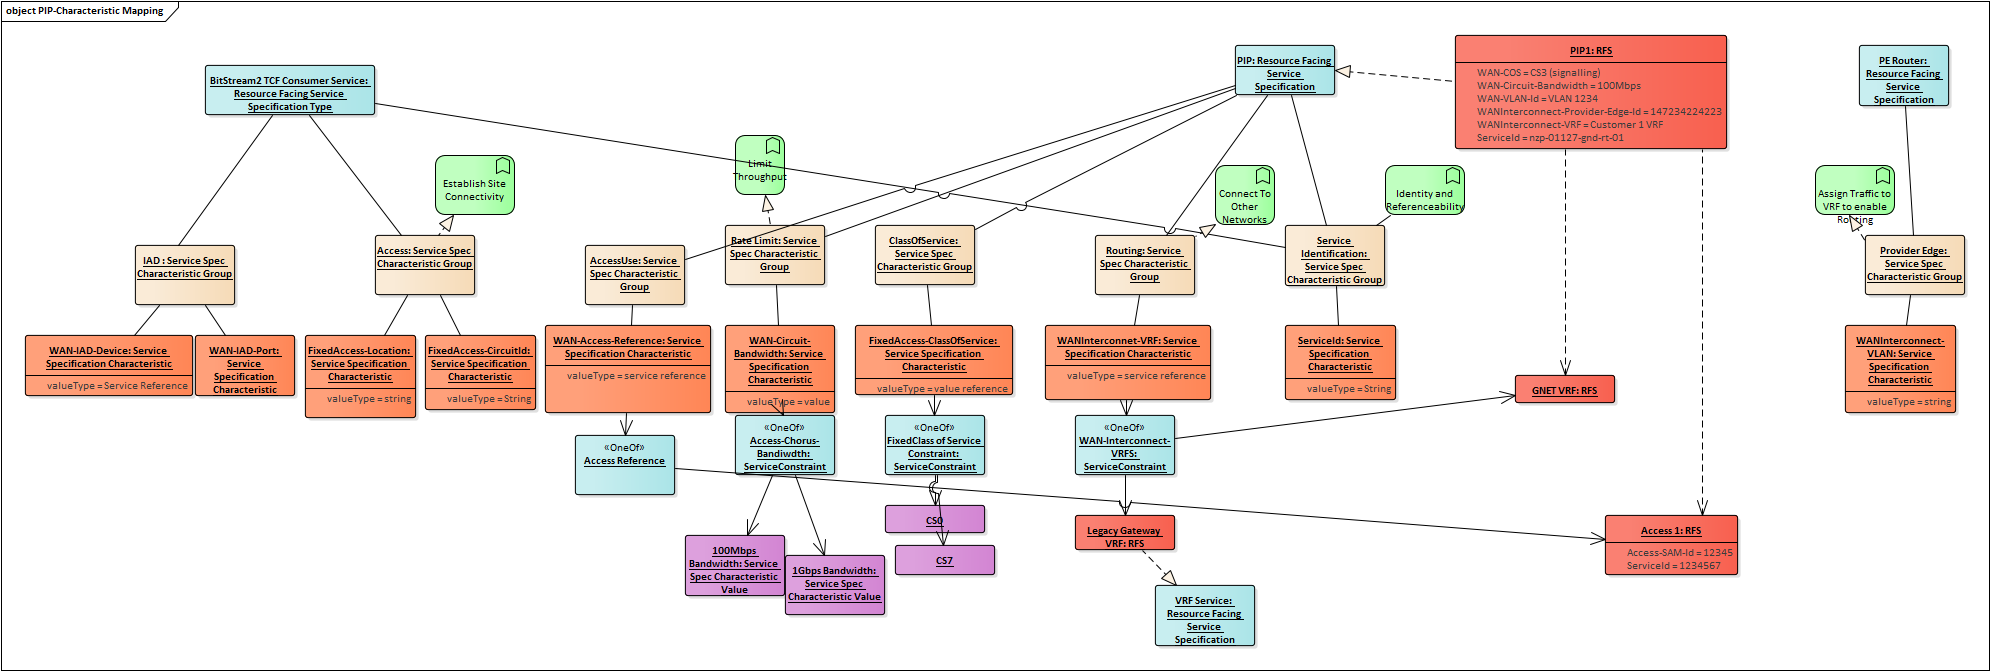 object PIP-Characteristic Mapping
BitStream2 TCF Consumer Service:
Resource Facing Service
Specification Type
PIP: Resource Facing
Service
Specification
PIP1: RFS
WAN-COS = CS3 (signalling)
WAN-Circuit-Bandwidth = 100Mbps
WAN-VLAN-Id = VLAN 1234
WANInterconnect-Provider-Edge-Id = 147234224223
WANInterconnect-VRF = Customer 1 VRF
ServiceId = nzp-01127-gnd-rt-01
PE Router:
Resource Facing
Service
Specification
Establish Site
Connectivity
Limit
Throughput
Connect To
Other
Networks
Identity and
Referenceability
Assign Traffic to
VRF to enable
Routing
IAD : Service Spec
Characteristic Group
Access: Service Spec
Characteristic Group
AccessUse: Service
Spec Characteristic
Group
Rate Limit: Service
Spec Characteristic
Group
ClassOfService:
Service Spec
Characteristic Group
Routing: Service
Spec Characteristic
Group
Service
Identification:
Service Spec
Characteristic Group
Provider Edge:
Service Spec
Characteristic Group
WAN-IAD-Device: Service
Specification Characteristic
valueType = Service Reference
WAN-IAD-Port:
Service
Specification
Characteristic
FixedAccess-Location:
Service Specification
Characteristic
valueType = string
FixedAccess-CircuitId:
Service Specification
Characteristic
valueType = String
WAN-Access-Reference: Service
Specification Characteristic
valueType = service reference
WAN-Circuit-
Bandwidth: Service
Specification
Characteristic
valueType = value
FixedAccess-ClassOfService:
Service Specification
Characteristic
valueType = value reference
WANInterconnet-VRF: Service
Specification Characteristic
valueType = service reference
ServiceId: Service
Specification
Characteristic
valueType = String
WANInterconnect-
VLAN: Service
Specification
Characteristic
valueType = string
GNET VRF: RFS
«OneOf»
Access Reference
«OneOf»
Access-Chorus-
Bandiwdth:
ServiceConstraint
«OneOf»
FixedClass of Service
Constraint:
ServiceConstraint
«OneOf»
WAN-Interconnect-
VRFS:
ServiceConstraint
100Mbps
Bandwidth: Service
Spec Characteristic
Value
1Gbps Bandwidth:
Service Spec
Characteristic Value
CS0
CS7
Legacy Gateway
VRF: RFS
VRF Service:
Resource Facing
Service
Specification
Access 1: RFS
Access-SAM-Id = 12345
ServiceId = 1234567